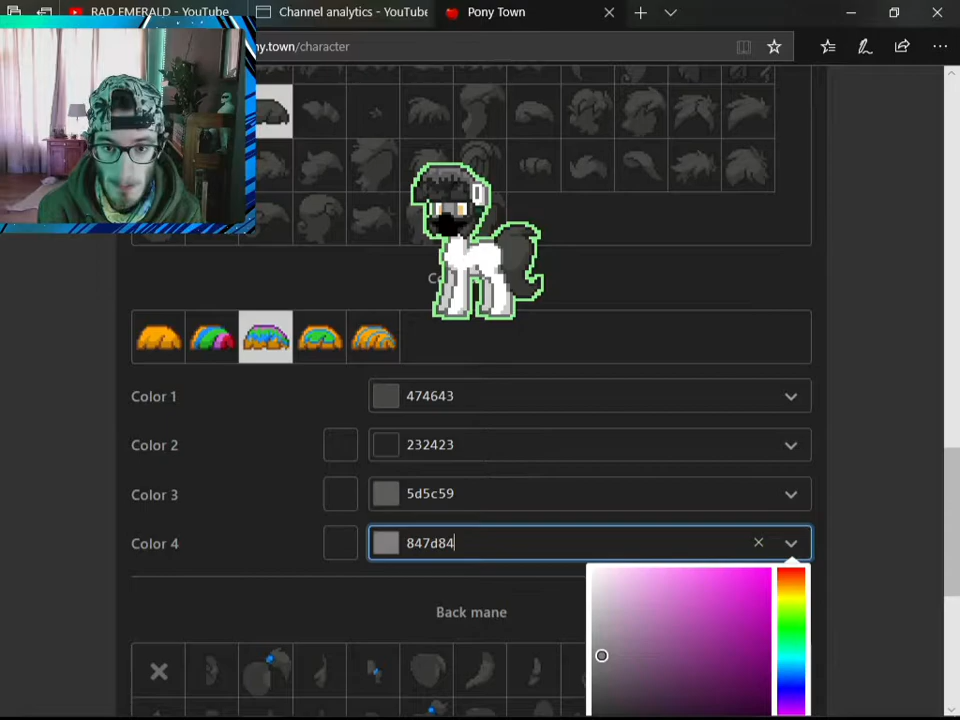 RAD EMERALD - YouTube
Channel analytics - YouTube
Pony Town
ny.town/character
Co
Color 1
474643
Color 2
232423
Color 3
5d5c59
Color 4
847d84
Back mane